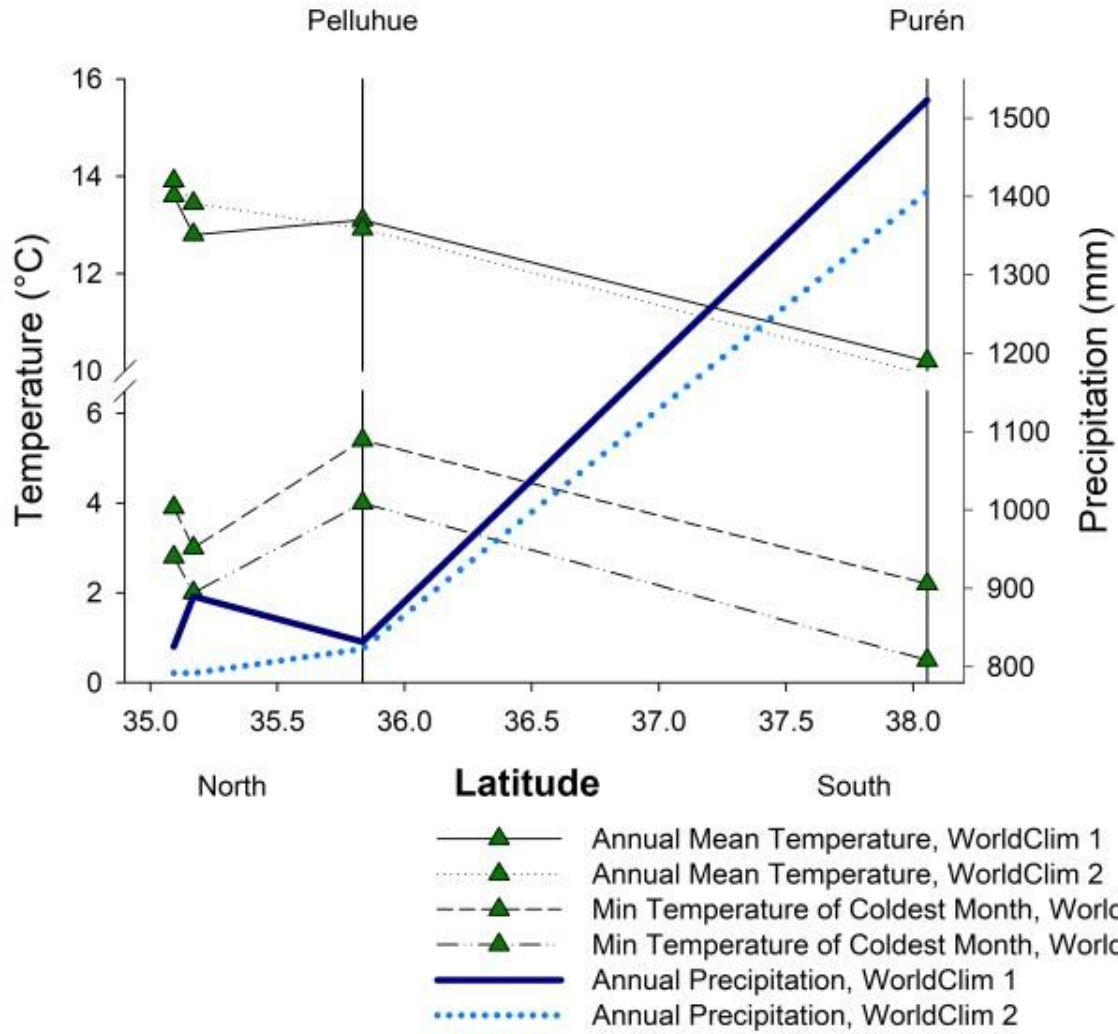 Pelluhue Purén
16
14
12
10
6
4
2
0
Temperature (°C)
1500
1400
1300
1200
1100
1000
900
800
Precipitation (mm)
35.0 35.5 36.0 36.5 37.0 37.5 38.0
North Latitude South
Annual Mean Temperature, WorldClim 1
Annual Mean Temperature, WorldClim 2
Min Temperature of Coldest Month, World
Min Temperature of Coldest Month, World
Annual Precipitation, WorldClim 1
Annual Precipitation, WorldClim 2